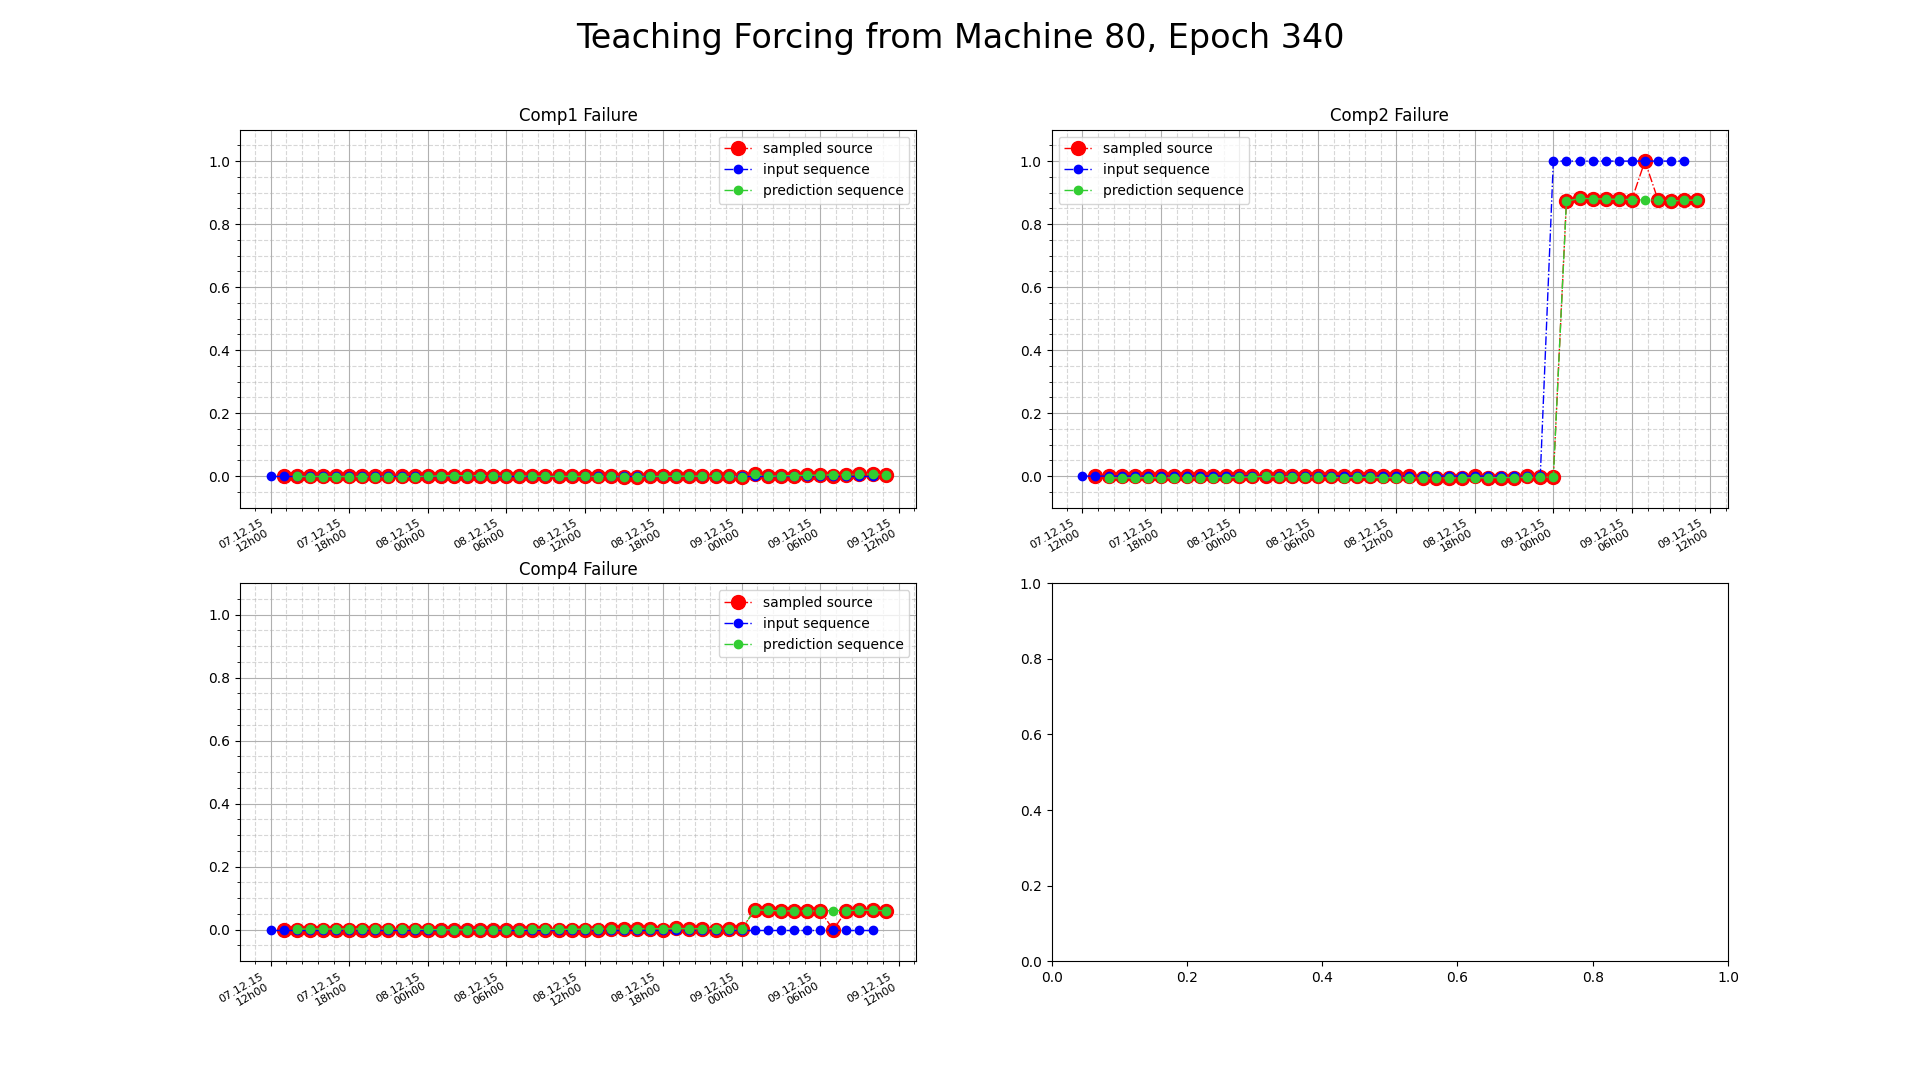 Teaching Forcing from Machine 80, Epoch 340
Comp1 Failure
sampled source
input sequence
prediction sequence
1.0
0.8
0.6
0.4
0.2
0.0
07.12.15
12h00
07.12.15
18h00
08.12.15
00h00
08.12.15
06h00
08.12.15
12h00
08.12.15
18h00
09.12.15
00h00
09.12.15
06h00
09.12.15
12h00
Comp2 Failure
sampled source
input sequence
prediction sequence
1.0
0.8
0.6
0.4
0.2
0.0
07.12.15
12h00
07.12.15
18h00
08.12.15
00h00
08.12.15
06h00
08.12.15
12h00
08.12.15
18h00
09.12.15
00h00
09.12.15
06h00
09.12.15
12h00
Comp4 Failure
sampled source
input sequence
prediction sequence
1.0
0.8
0.6
0.4
0.2
0.0
07.12.15
12h00
07.12.15
18h00
08.12.15
00h00
08.12.15
06h00
08.12.15
12h00
08.12.15
18h00
09.12.15
00h00
09.12.15
06h00
09.12.15
12h00
1.0
0.8
0.6
0.4
0.2
0.0
0.0 0.2 0.4 0.6 0.8 1.0